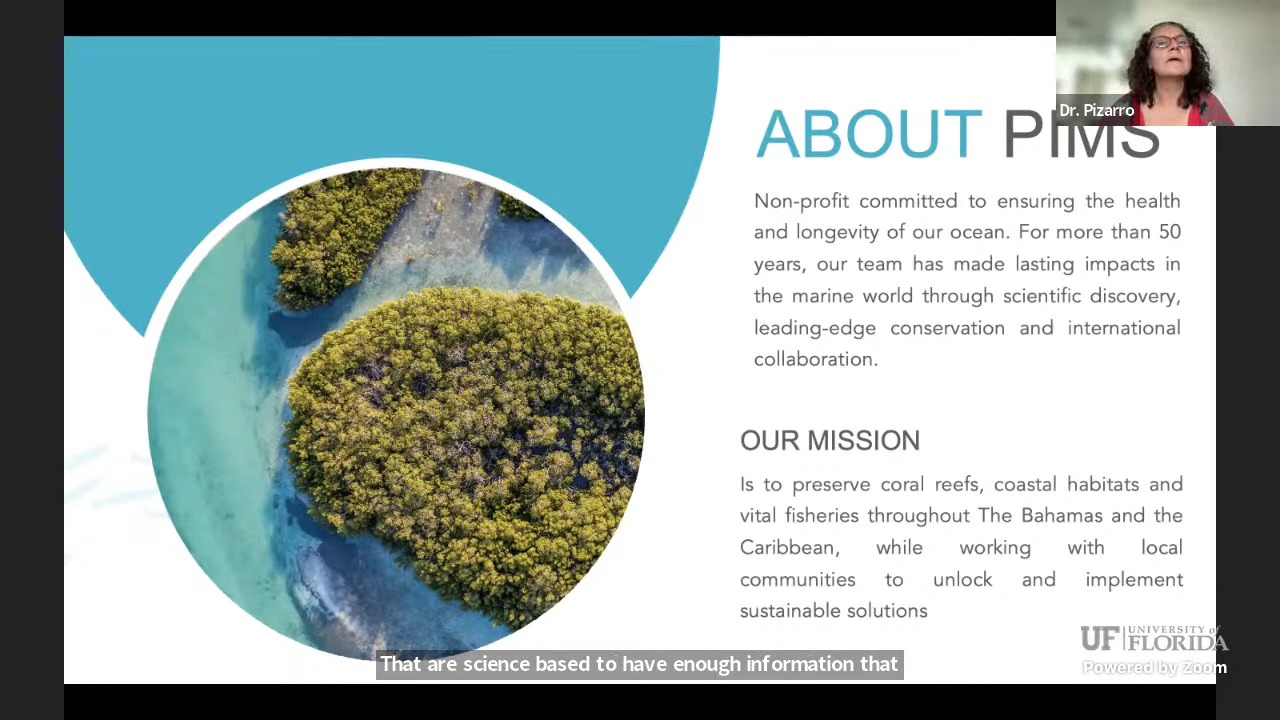 Dr. Pizarro
ABOUT PIMS
Non-profit committed to ensuring the health
and longevity of our ocean. For more than 50
years, our team has made lasting impacts in
the marine world through scientific discovery,
leading-edge conservation and international
collaboration.
OUR MISSION
Is to preserve coral reefs, coastal habitats and
vital fisheries throughout The Bahamas and the
Caribbean, while working with local
communities to unlock and implement
sustainable solutions
UF UNIVERSITY of
FLORIDA
Powered by Zoom
That are science based to have enough information that